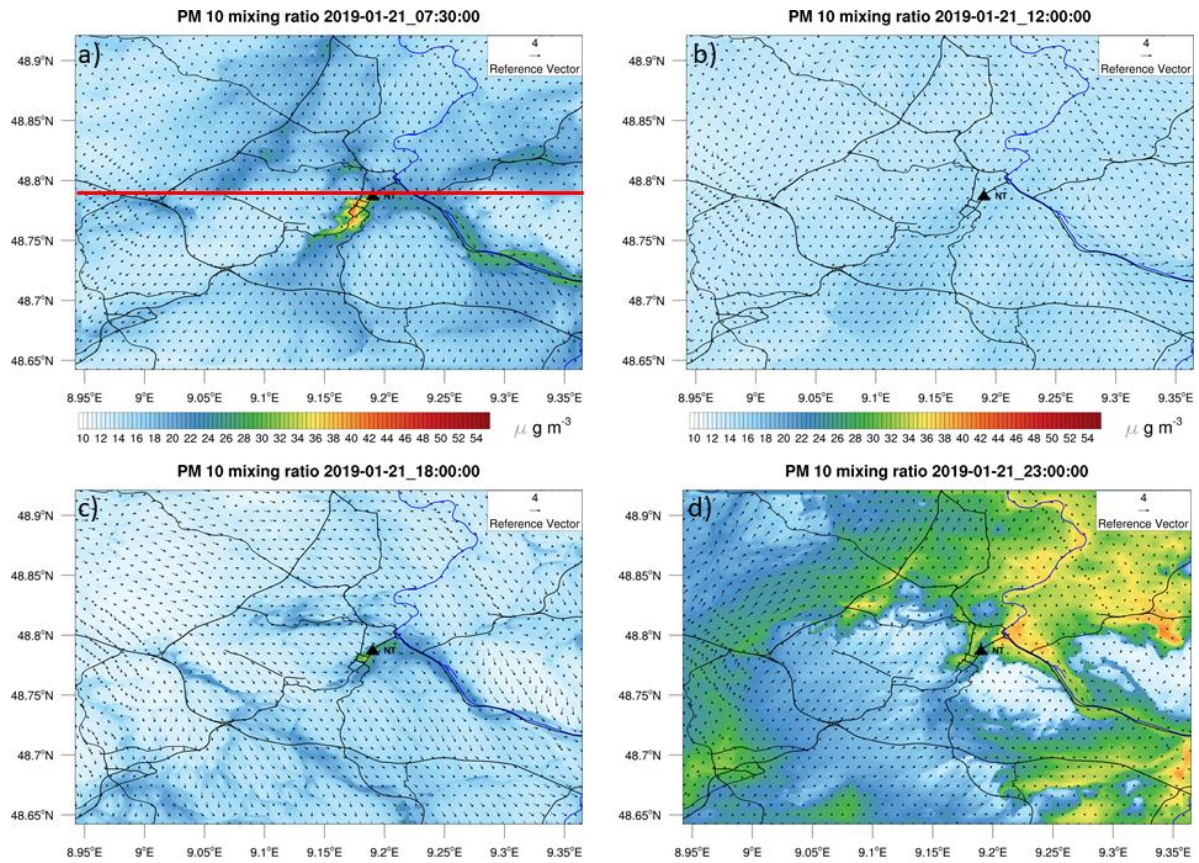 PM 10 mixing ratio 2019-01-21_07:30:00
a)
4
Reference Vector
48.9°N
48.85°N
48.8°N
48.75°N
48.7°N
48.65°N
NT
8.95°E 9°E 9.05°E 9.1°E 9.15°E 9.2°E 9.25°E 9.3°E 9.35°E
10 12 14 16 18 20 22 24 26 28 30 32 34 36 38 40 42 44 46 48 50 52 54
μ g m⁻³
PM 10 mixing ratio 2019-01-21_12:00:00
b)
4
Reference Vector
48.9°N
48.85°N
48.8°N
48.75°N
48.7°N
48.65°N
NT
8.95°E 9°E 9.05°E 9.1°E 9.15°E 9.2°E 9.25°E 9.3°E 9.35°E
10 12 14 16 18 20 22 24 26 28 30 32 34 36 38 40 42 44 46 48 50 52 54
μ g m⁻³
PM 10 mixing ratio 2019-01-21_18:00:00
c)
4
Reference Vector
48.9°N
48.85°N
48.8°N
48.75°N
48.7°N
48.65°N
NT
8.95°E 9°E 9.05°E 9.1°E 9.15°E 9.2°E 9.25°E 9.3°E 9.35°E
PM 10 mixing ratio 2019-01-21_23:00:00
d)
4
Reference Vector
48.9°N
48.85°N
48.8°N
48.75°N
48.7°N
48.65°N
NT
8.95°E 9°E 9.05°E 9.1°E 9.15°E 9.2°E 9.25°E 9.3°E 9.35°E